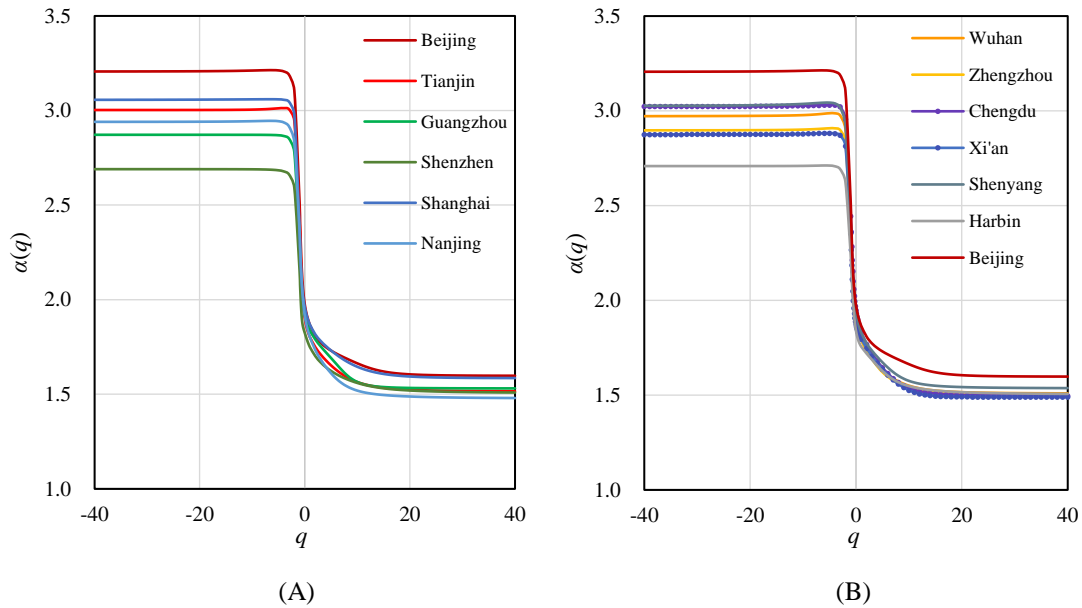 3.5
3.0
2.5
2.0
1.5
1.0
α(q)
-40
-20
0
20
40
q
Beijing
Tianjin
Guangzhou
Shenzhen
Shanghai
Nanjing
(A)
3.5
3.0
2.5
2.0
1.5
1.0
α(q)
-40
-20
0
20
40
q
Wuhan
Zhengzhou
Chengdu
Xi'an
Shenyang
Harbin
Beijing
(B)